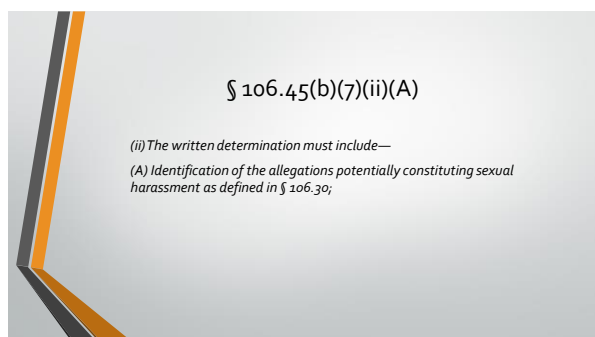 § 106.45(b)(7)(ii)(A)
(ii) The written determination must include—
(A) Identification of the allegations potentially constituting sexual
harassment as defined in § 106.30;